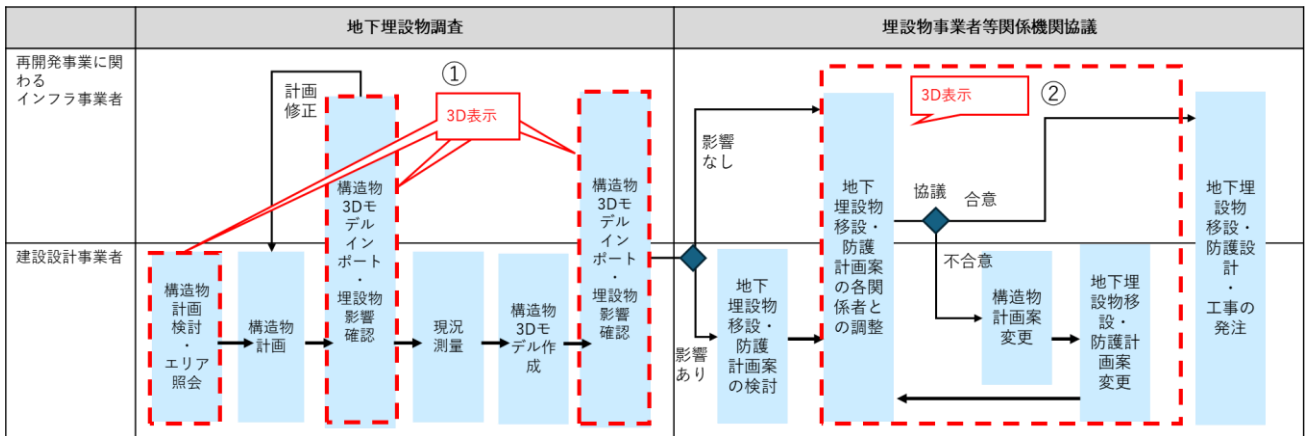 地下埋設物調査
埋設物事業者等関係機関協議
再開発事業に関
わる
インフラ事業者
建設設計事業者
構造物
計画
検討
・
エリア
照会
構造物
計画
計画
修正
①
3D表示
構造物
3Dモ
デル
イン
ポー
ト・
埋設物
影響
確認
現況
測量
構造物
3Dモ
デル作
成
構造物
3Dモ
デル
イン
ポー
ト・
埋設物
影響
確認
影響
なし
影響
あり
地下
埋設物
移設・
防護
計画案
の検討
地下
埋設物
移設・
防護
計画案
の各関
係者と
の調整
3D表示
②
協議
合意
不合意
構造物
計画案
変更
地下埋
設物移
設・
防護計
画案
変更
地下埋
設物
移設・
防護設
計
・
工事の
発注